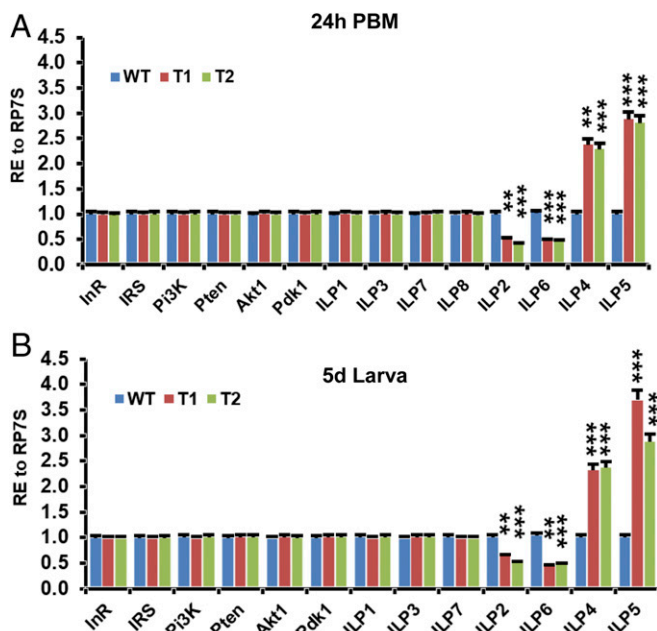 A
24h PBM
RE to RP7S
4.5
4.0
3.5
3.0
2.5
2.0
1.5
1.0
0.5
0.0
WT T1 T2
** *** *** *** ** *** *** ***
InR IRS Pi3K Pten Akt1 Pdk1 ILP1 ILP3 ILP7 ILP8 ILP2 ILP6 ILP4 ILP5
B
5d Larva
RE to RP7S
4.5
4.0
3.5
3.0
2.5
2.0
1.5
1.0
0.5
0.0
WT T1 T2
** *** ** *** *** *** *** ***
InR IRS Pi3K Pten Akt1 Pdk1 ILP1 ILP3 ILP7 ILP2 ILP6 ILP4 ILP5